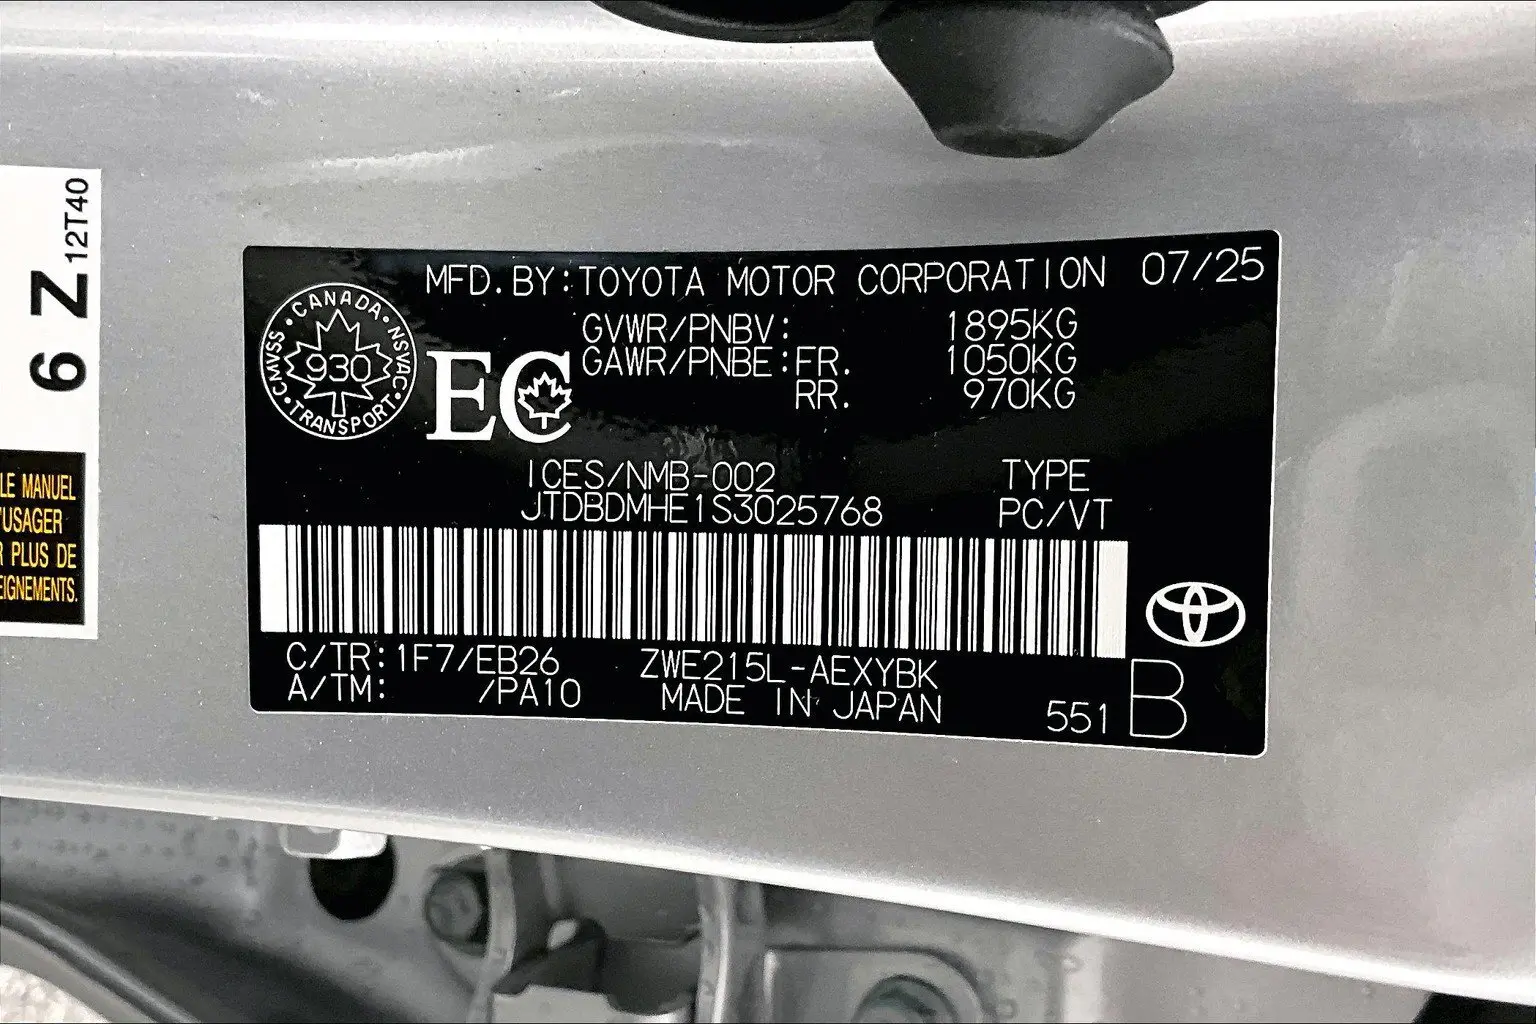 6 Z 12T40
LE MANUEL
'USAGER
R PLUS DE
EIGNEMENTS.
MFD. BY: TOYOTA MOTOR CORPORATION 07/25
CANADA
CMVSS 930 NSVAC
TRANSPORT
EC
GVWR/PNBV: 1895KG
GAWR/PNBE: FR. 1050KG
RR. 970KG
ICES/NMB-002 TYPE
JTDBDMHE1S3025768 PC/VT
C/TR: 1F7/EB26 ZWE215L-AEXYBK
A/TM: /PA10 MADE IN JAPAN 551 B